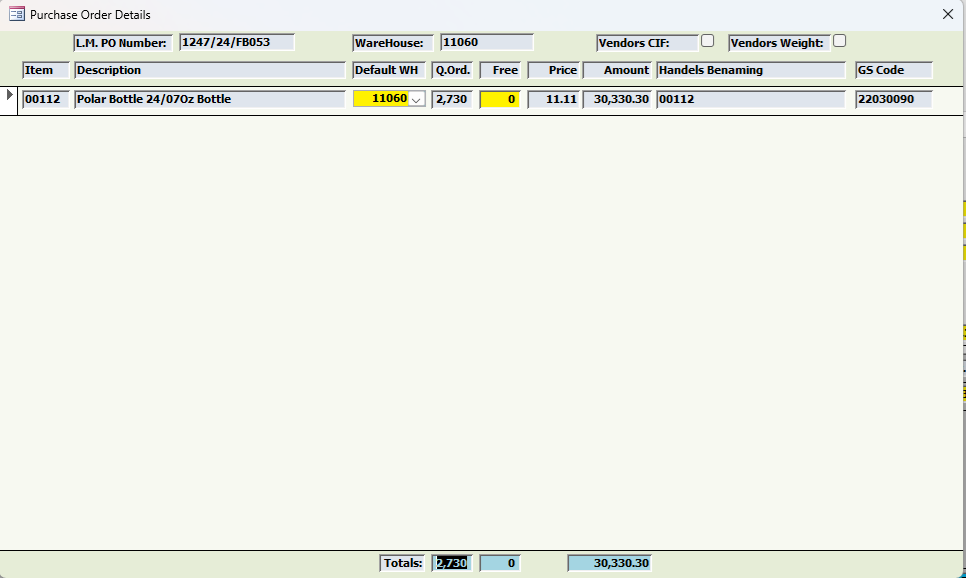 Purchase Order Details
L.M. PO Number: 1247/24/FB053 WareHouse: 11060 Vendors CIF: Vendors Weight:
Item Description Default WH Q.Ord. Free Price Amount Handels Benaming GS Code
00112 Polar Bottle 24/07Oz Bottle 11060 2,730 0 11.11 30,330.30 00112 22030090
Totals: 2,730 0 30,330.30